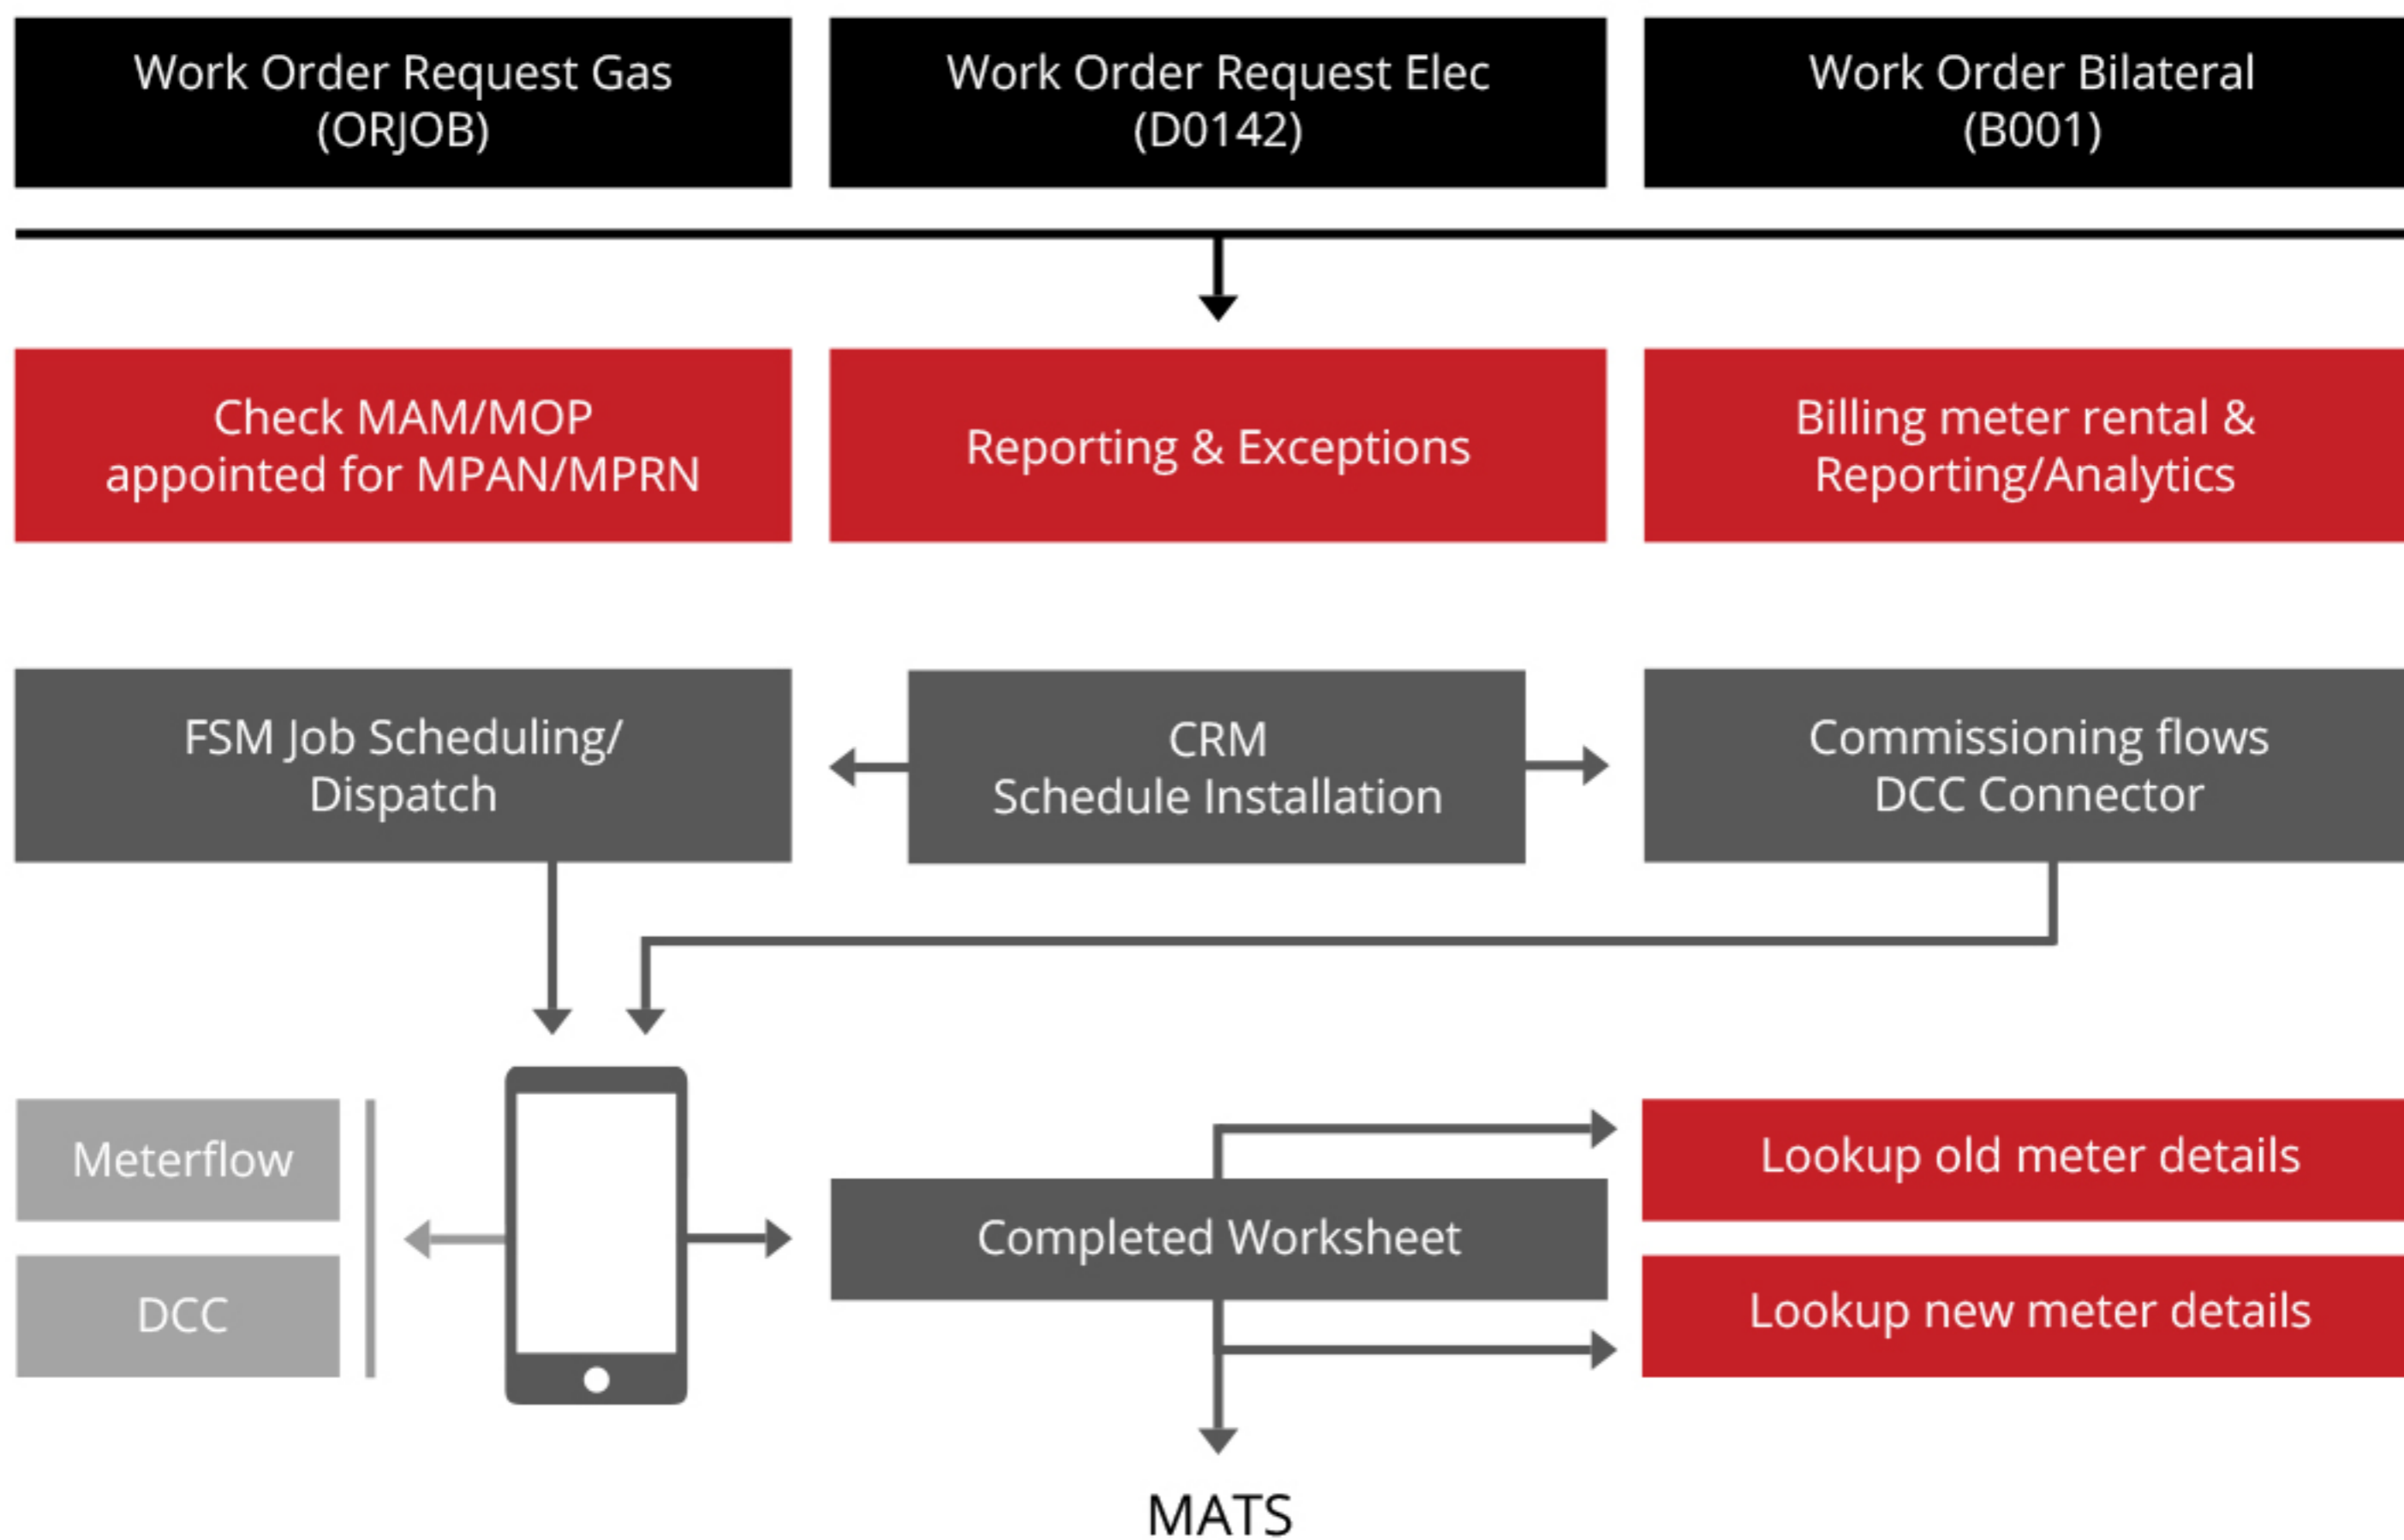 Work Order Request Gas
(ORJOB)
Work Order Request Elec
(D0142)
Work Order Bilateral
(B001)
Check MAM/MOP
appointed for MPAN/MPRN
Reporting & Exceptions
Billing meter rental &
Reporting/Analytics
FSM Job Scheduling/
Dispatch
CRM
Schedule Installation
Commissioning flows
DCC Connector
Meterflow
DCC
Completed Worksheet
Lookup old meter details
Lookup new meter details
MATS